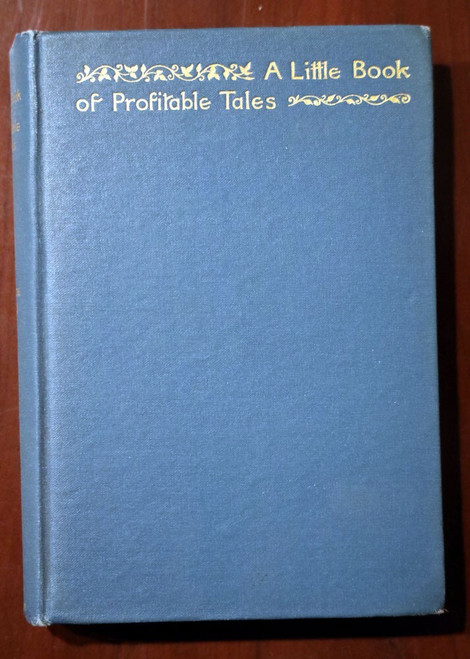 A Little Book
of Profitable Tales